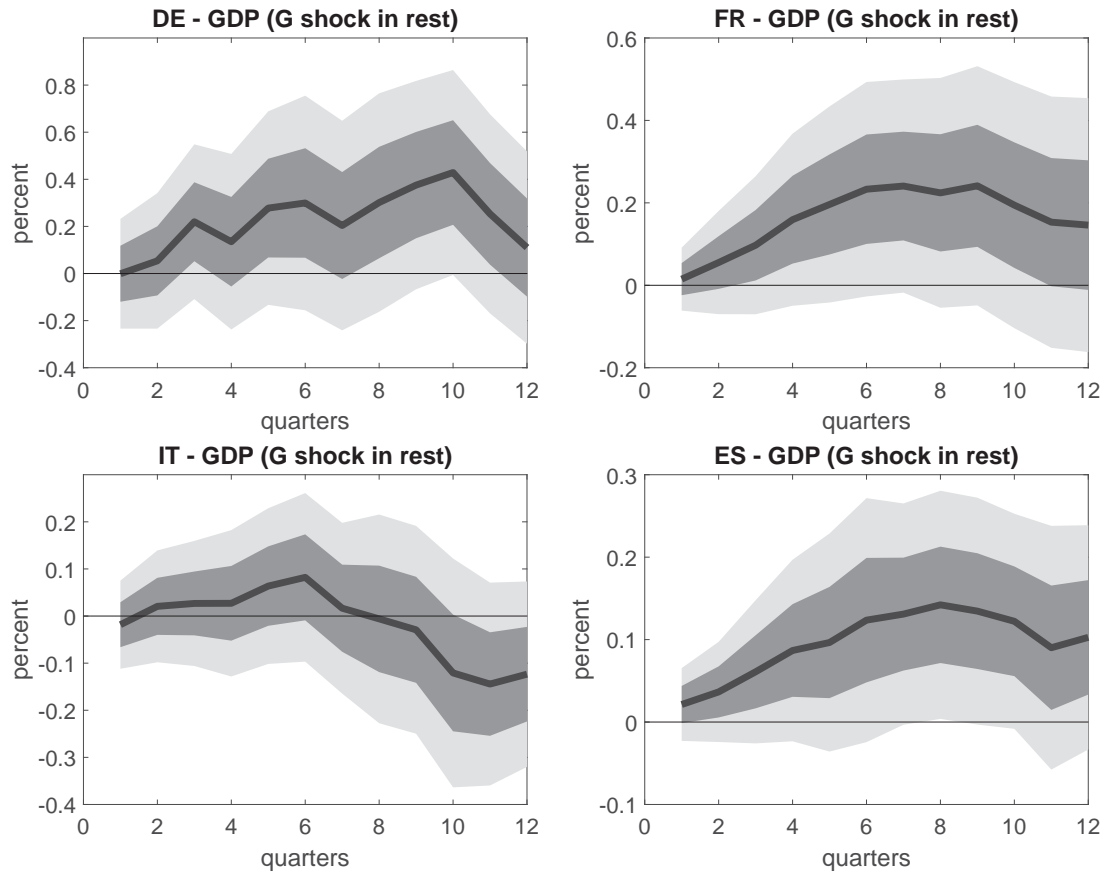 DE - GDP (G shock in rest)
percent
0.8
0.6
0.4
0.2
0
-0.2
-0.4
0 2 4 6 8 10 12
quarters
FR - GDP (G shock in rest)
percent
0.6
0.4
0.2
0
-0.2
0 2 4 6 8 10 12
quarters
IT - GDP (G shock in rest)
percent
0.2
0.1
0
-0.1
-0.2
-0.3
-0.4
0 2 4 6 8 10 12
quarters
ES - GDP (G shock in rest)
percent
0.3
0.2
0.1
0
-0.1
0 2 4 6 8 10 12
quarters